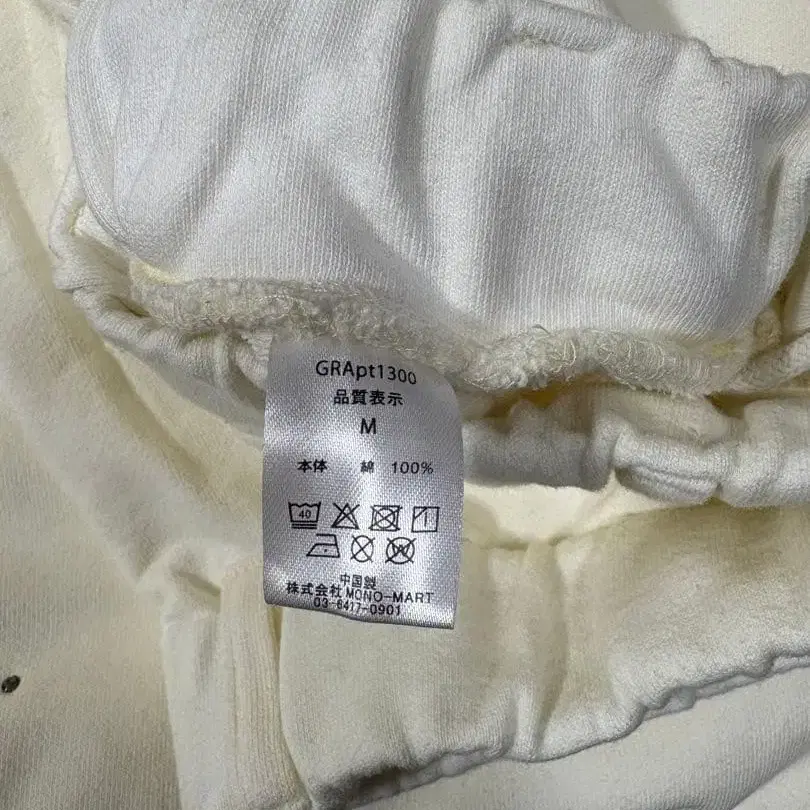 GRApt1300
品質表示
M
本体 綿 100%
40
中国製
株式会社 MONO-MART
03-6417-0901